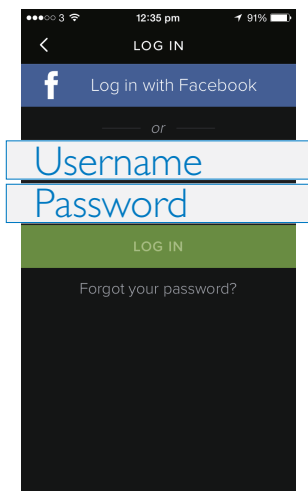 3 12:35 pm 91%
LOG IN
f Log in with Facebook
or
Username
Password
LOG IN
Forgot your password?